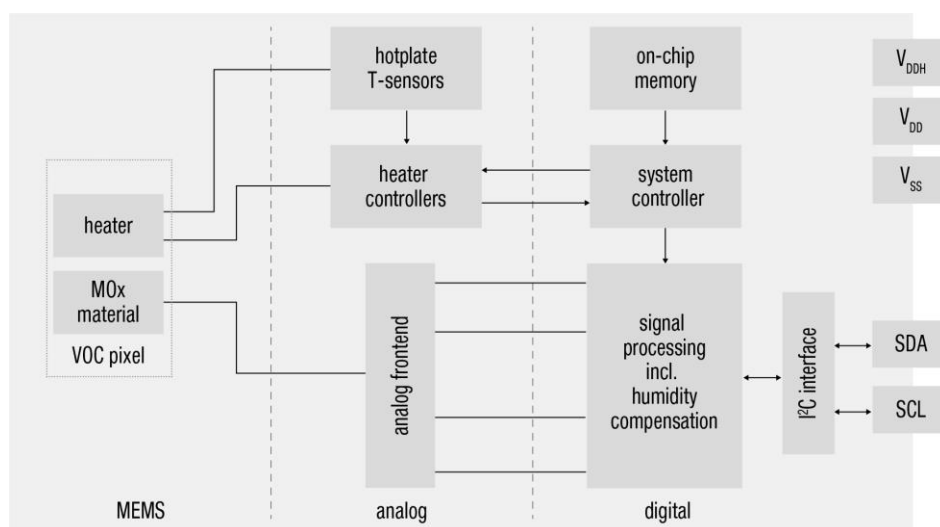 hotplate
T-sensors
on-chip
memory
V_DDH
V_DD
V_SS
heater
controllers
system
controller
heater
MOx
material
VOC pixel
analog frontend
signal
processing
incl.
humidity
compensation
I²C interface
SDA
SCL
MEMS
analog
digital